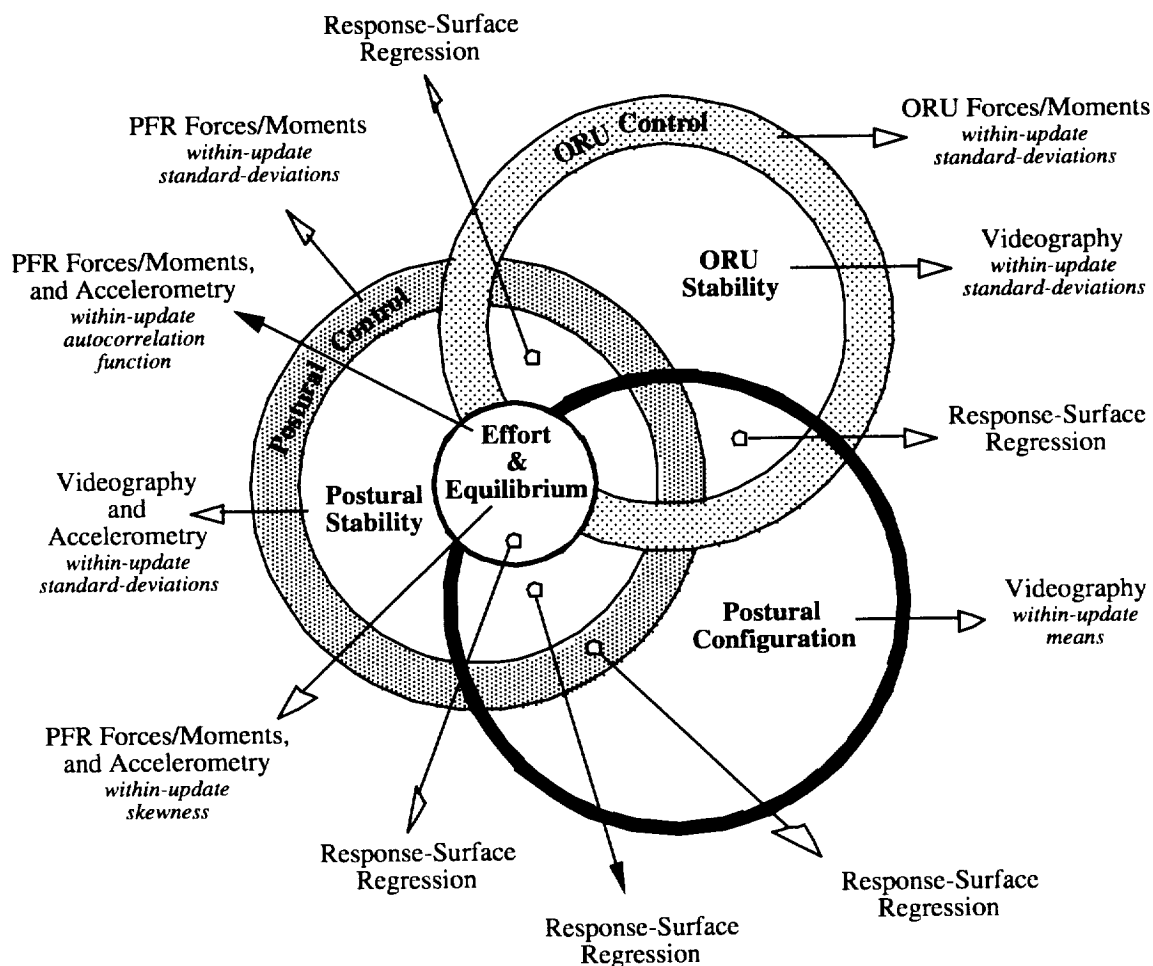 Response-Surface
Regression
PFR Forces/Moments
within-update
standard-deviations
ORU Control
ORU Forces/Moments
within-update
standard-deviations
PFR Forces/Moments,
and Accelerometry
within-update
autocorrelation
function
Postural Control
ORU
Stability
Videography
within-update
standard-deviations
Effort
&
Equilibrium
Response-Surface
Regression
Videography
and
Accelerometry
within-update
standard-deviations
Postural
Stability
Postural
Configuration
Videography
within-update
means
PFR Forces/Moments,
and Accelerometry
within-update
skewness
Response-Surface
Regression
Response-Surface
Regression
Response-Surface
Regression